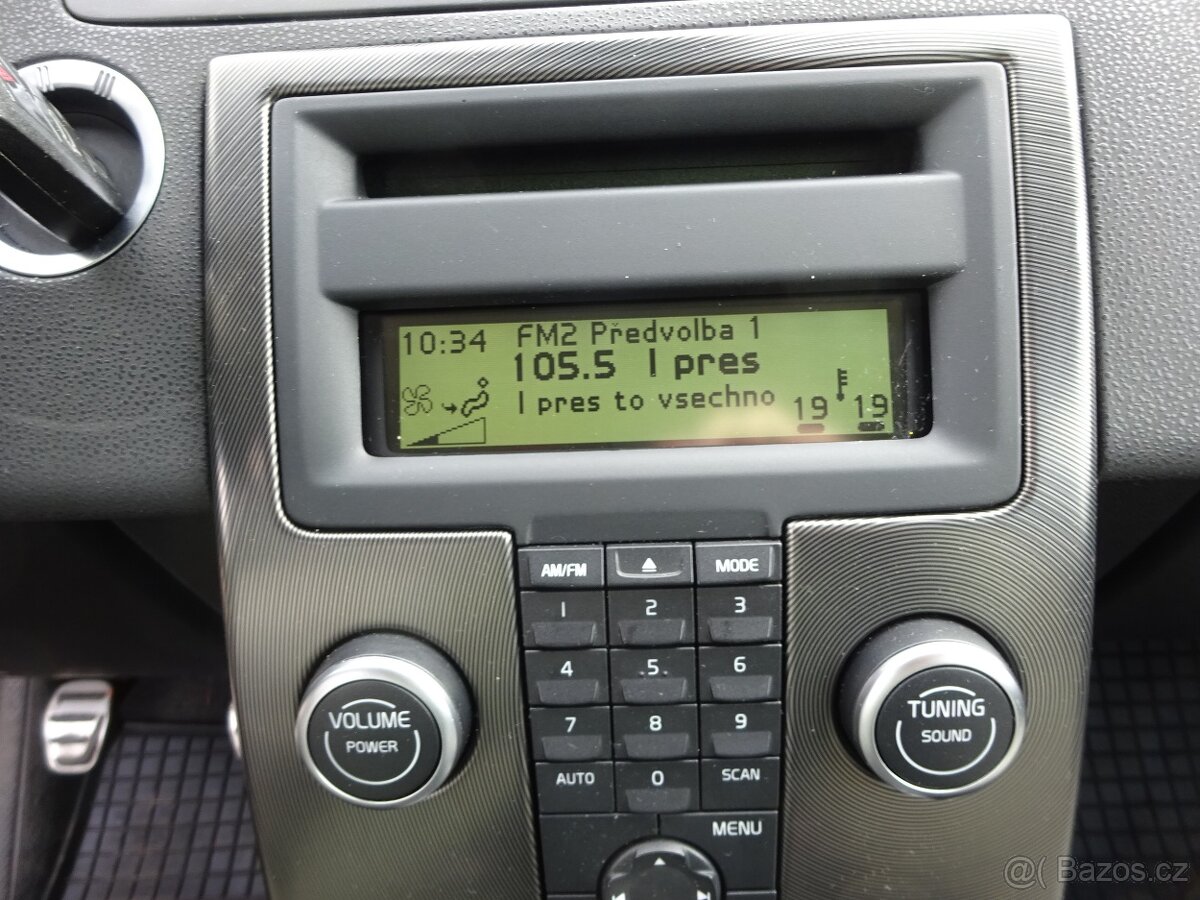 10:34 FM2 Předvolba 1
105.5 I pres
I pres to vsechno
19 19
AM/FM MODE
1 2 3
4 5 6
7 8 9
AUTO 0 SCAN
MENU
VOLUME
POWER
TUNING
SOUND
@( Bazos.cz